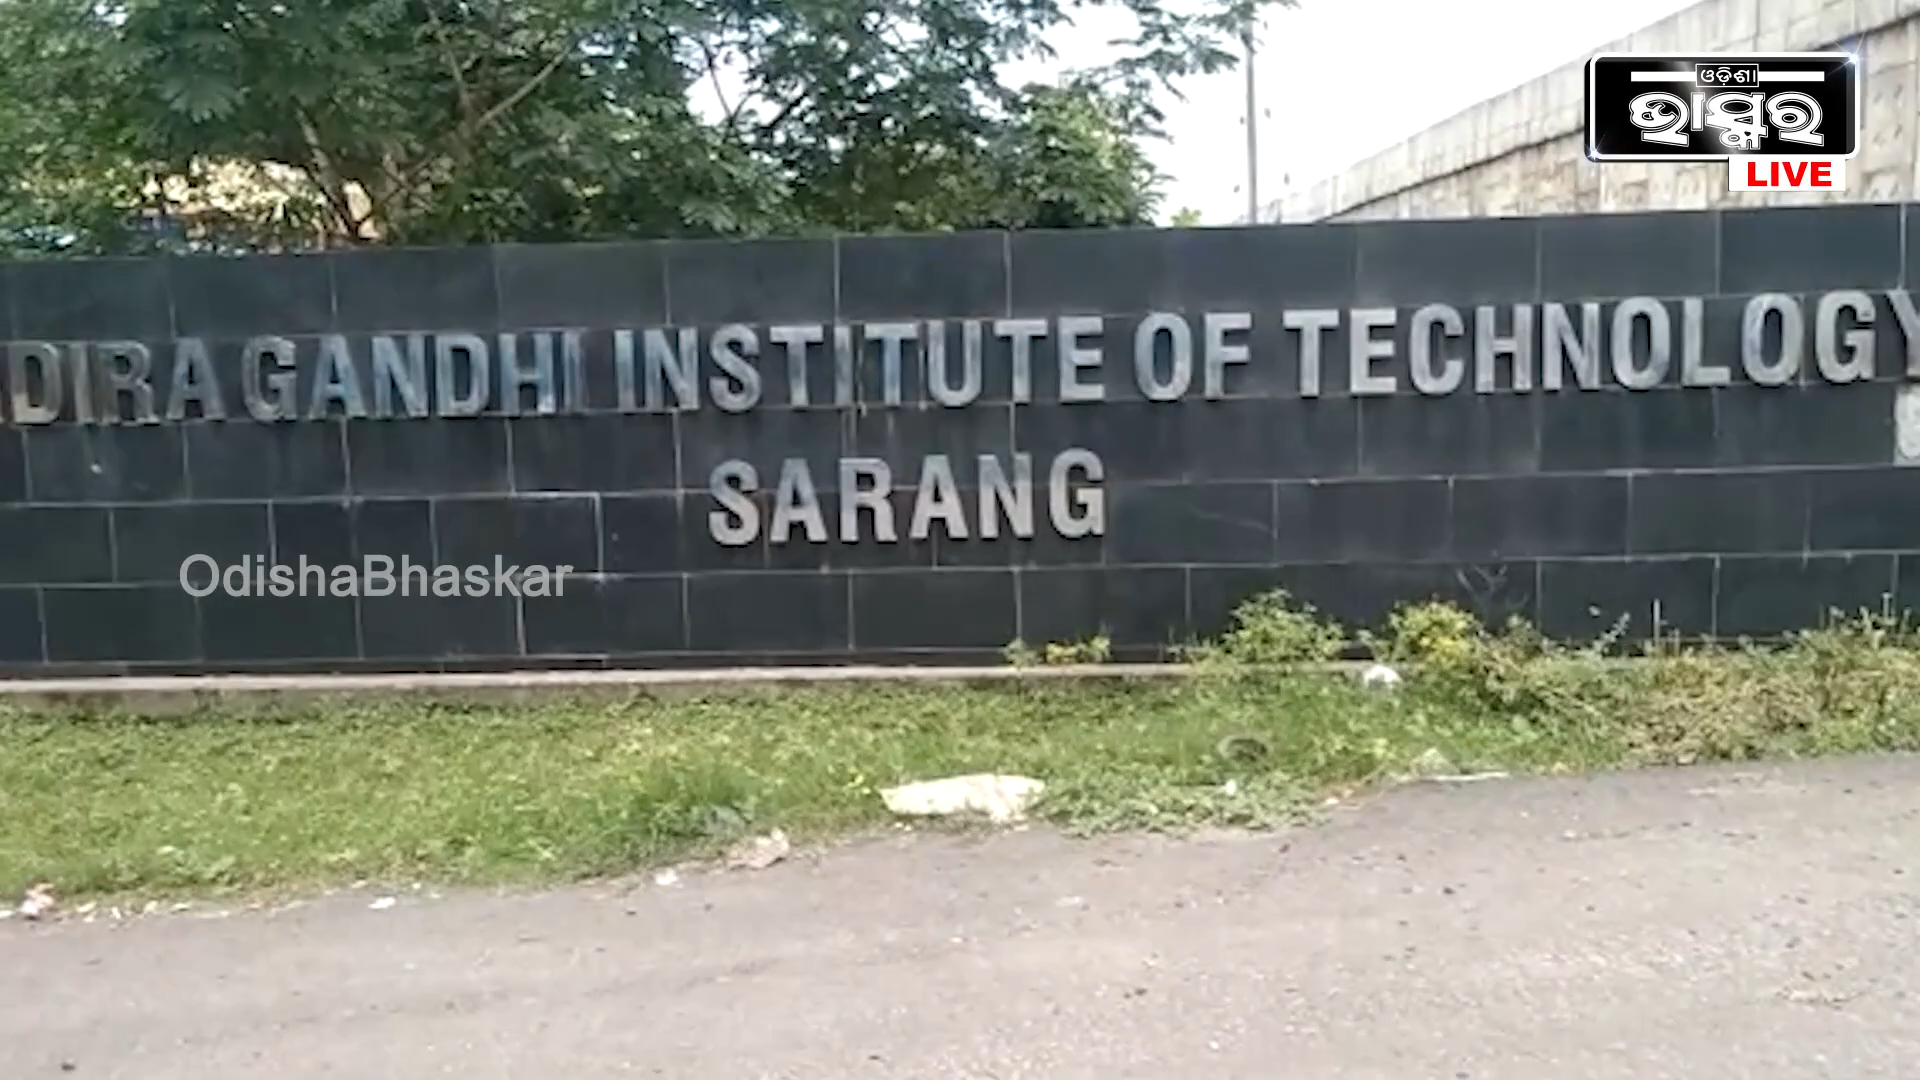 ଓଡ଼ିଶା
ଭାସ୍କର
LIVE
DIRA GANDHI INSTITUTE OF TECHNOLOGY
SARANG
OdishaBhaskar